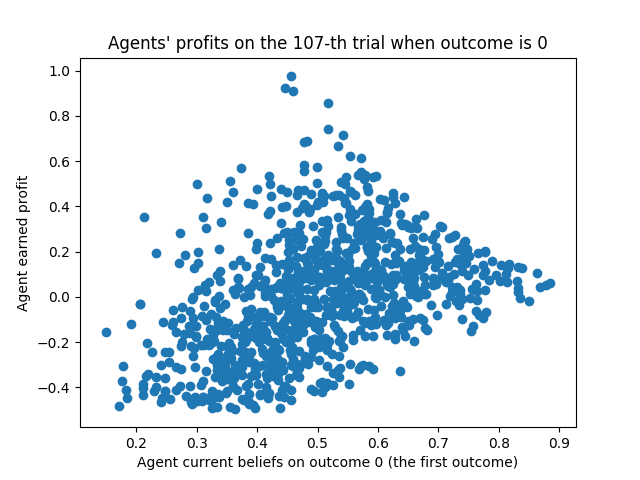 Agents' profits on the 107-th trial when outcome is 0
1.0
0.8
0.6
0.4
0.2
0.0
−0.2
−0.4
Agent earned profit
0.2 0.3 0.4 0.5 0.6 0.7 0.8 0.9
Agent current beliefs on outcome 0 (the first outcome)